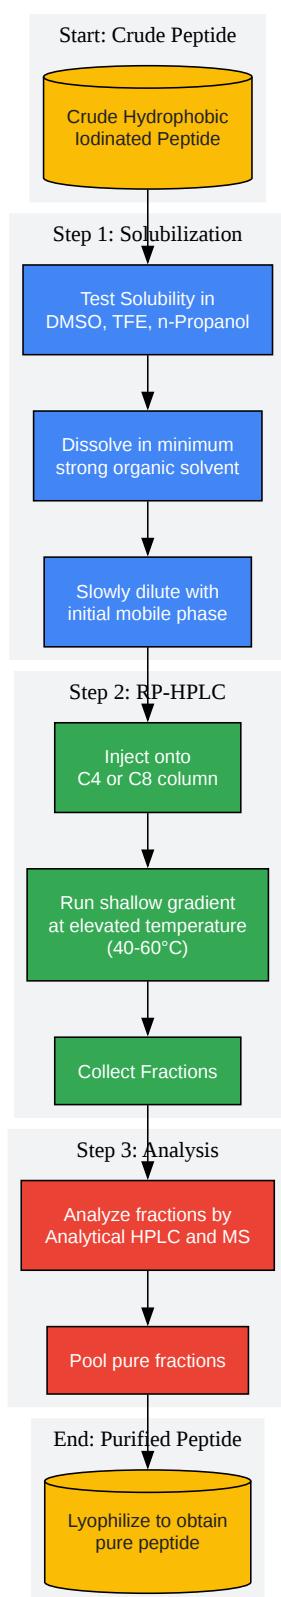 Start: Crude Peptide
Crude Hydrophobic
Iodinated Peptide
Step 1: Solubilization
Test Solubility in
DMSO, TFE, n-Propanol
Dissolve in minimum
strong organic solvent
Slowly dilute with
initial mobile phase
Step 2: RP-HPLC
Inject onto
C4 or C8 column
Run shallow gradient
at elevated temperature
(40-60°C)
Collect Fractions
Step 3: Analysis
Analyze fractions by
Analytical HPLC and MS
Pool pure fractions
End: Purified Peptide
Lyophilize to obtain
pure peptide